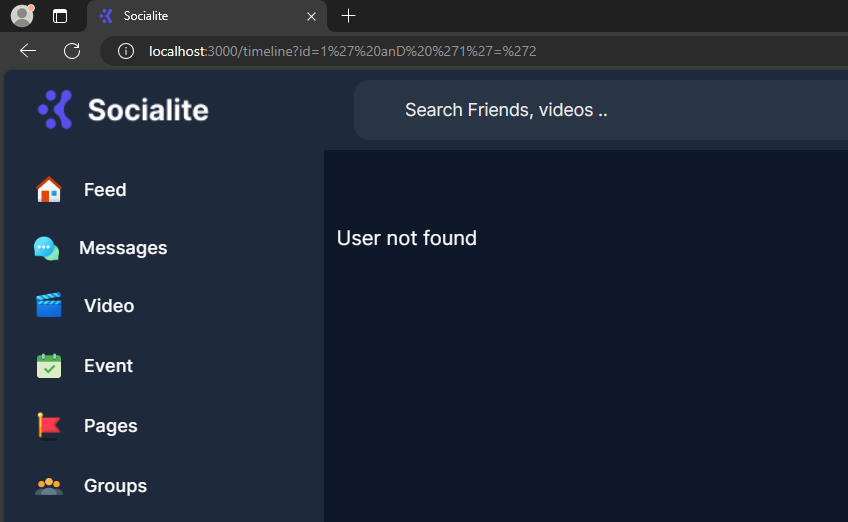 Socialite
localhost:3000/timeline?id=1%27%20anD%20%271%27=%272
Socialite
Search Friends, videos ..
Feed
Messages
User not found
Video
Event
Pages
Groups